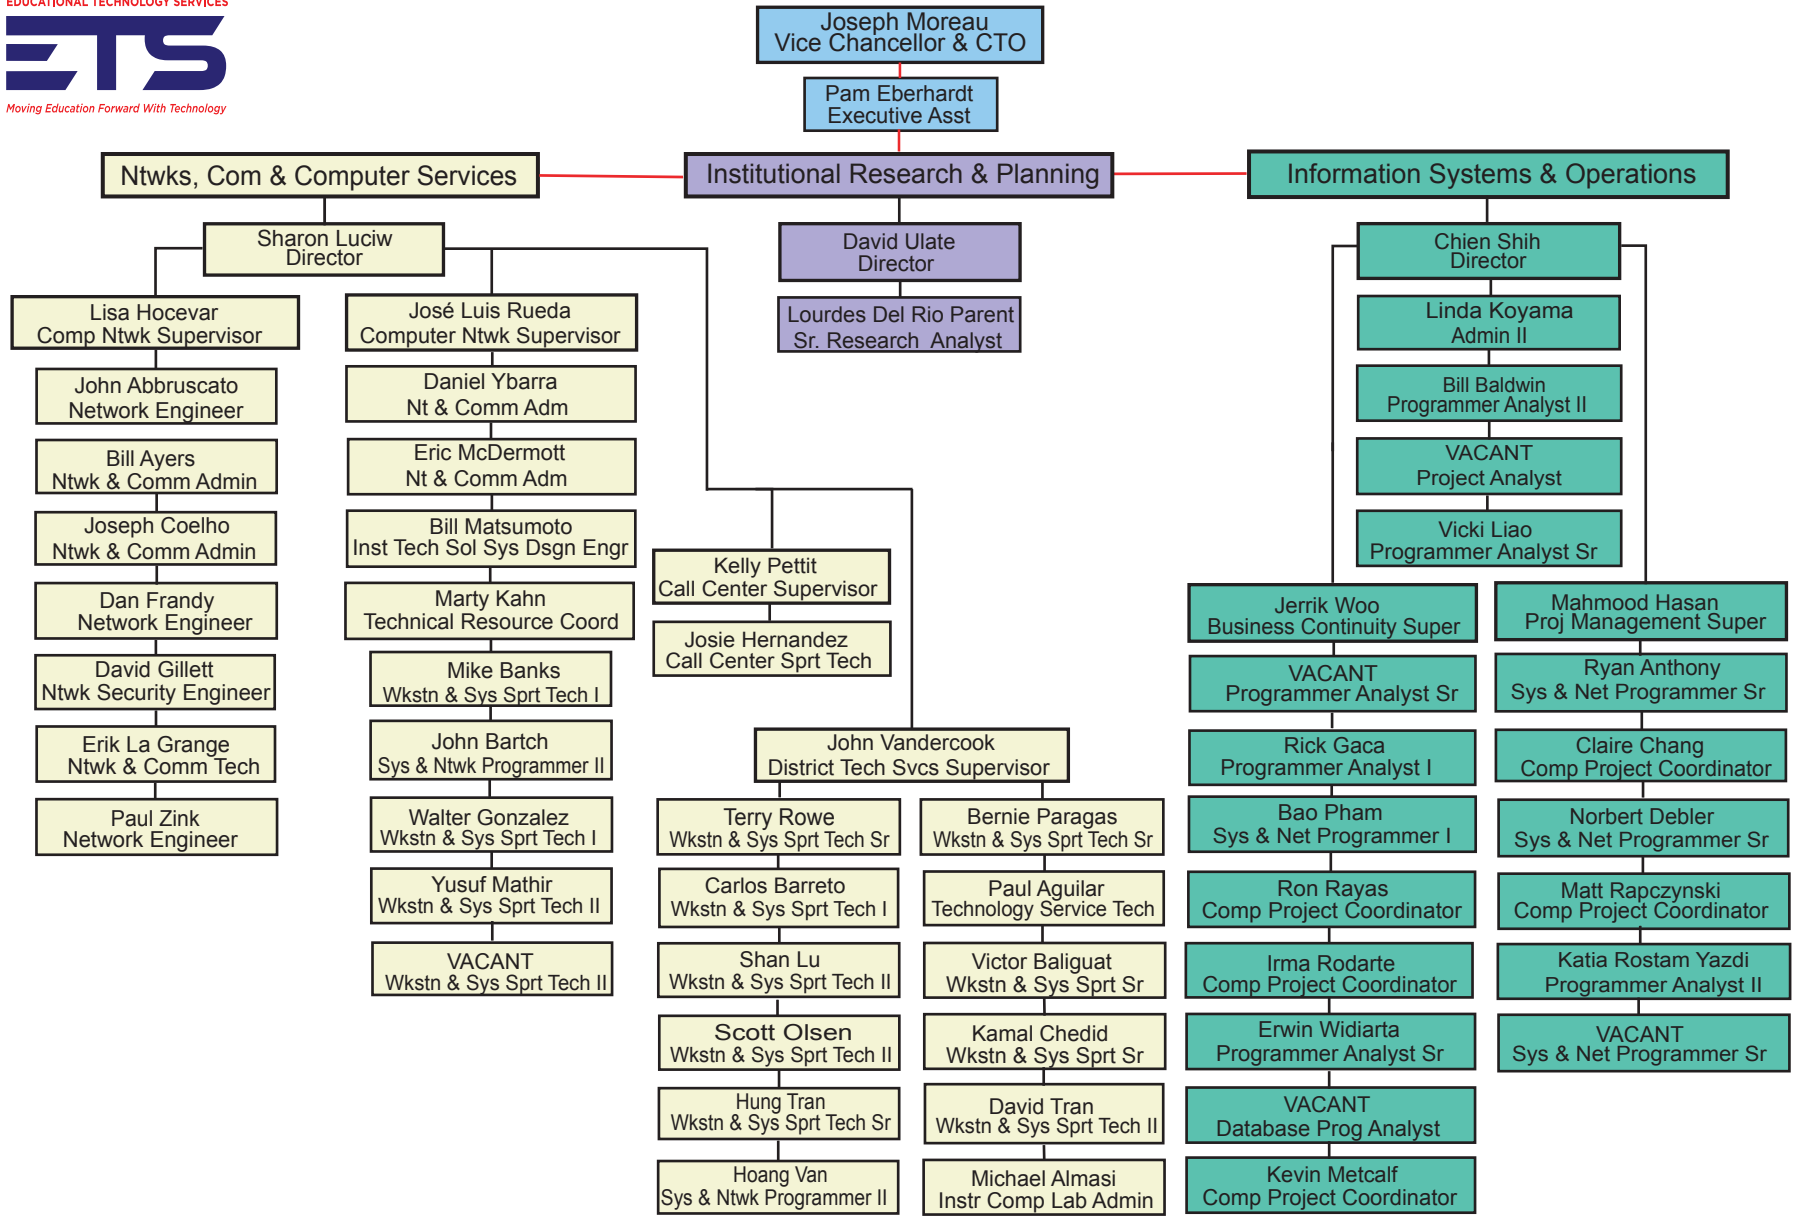 EDUCATIONAL TECHNOLOGY SERVICES
ETS
Moving Education Forward With Technology
Joseph Moreau
Vice Chancellor & CTO
Pam Eberhardt
Executive Asst
Ntwks, Com & Computer Services
Institutional Research & Planning
Information Systems & Operations
Sharon Luciw
Director
Lisa Hocevar
Comp Ntwk Supervisor
John Abbruscato
Network Engineer
Bill Ayers
Ntwk & Comm Admin
Joseph Coelho
Ntwk & Comm Admin
Dan Frandy
Network Engineer
David Gillett
Ntwk Security Engineer
Erik La Grange
Ntwk & Comm Tech
Paul Zink
Network Engineer
José Luis Rueda
Computer Ntwk Supervisor
Daniel Ybarra
Nt & Comm Adm
Eric McDermott
Nt & Comm Adm
Bill Matsumoto
Inst Tech Sol Sys Dsgn Engr
Marty Kahn
Technical Resource Coord
Mike Banks
Wkstn & Sys Sprt Tech I
John Bartch
Sys & Ntwk Programmer II
Walter Gonzalez
Wkstn & Sys Sprt Tech I
Yusuf Mathir
Wkstn & Sys Sprt Tech II
VACANT
Wkstn & Sys Sprt Tech II
Kelly Pettit
Call Center Supervisor
Josie Hernandez
Call Center Sprt Tech
John Vandercook
District Tech Svcs Supervisor
Terry Rowe
Wkstn & Sys Sprt Tech Sr
Carlos Barreto
Wkstn & Sys Sprt Tech I
Shan Lu
Wkstn & Sys Sprt Tech II
Scott Olsen
Wkstn & Sys Sprt Tech II
Hung Tran
Wkstn & Sys Sprt Tech Sr
Hoang Van
Sys & Ntwk Programmer II
Bernie Paragas
Wkstn & Sys Sprt Tech Sr
Paul Aguilar
Technology Service Tech
Victor Baliguat
Wkstn & Sys Sprt Sr
Kamal Chedid
Wkstn & Sys Sprt Sr
David Tran
Wkstn & Sys Sprt Tech II
Michael Almasi
Instr Comp Lab Admin
David Ulate
Director
Lourdes Del Rio Parent
Sr. Research Analyst
Chien Shih
Director
Linda Koyama
Admin II
Bill Baldwin
Programmer Analyst II
VACANT
Project Analyst
Vicki Liao
Programmer Analyst Sr
Jerrik Woo
Business Continuity Super
VACANT
Programmer Analyst Sr
Rick Gaca
Programmer Analyst I
Bao Pham
Sys & Net Programmer I
Ron Rayas
Comp Project Coordinator
Irma Rodarte
Comp Project Coordinator
Erwin Widiarta
Programmer Analyst Sr
VACANT
Database Prog Analyst
Kevin Metcalf
Comp Project Coordinator
Mahmood Hasan
Proj Management Super
Ryan Anthony
Sys & Net Programmer Sr
Claire Chang
Comp Project Coordinator
Norbert Debler
Sys & Net Programmer Sr
Matt Rapczynski
Comp Project Coordinator
Katia Rostam Yazdi
Programmer Analyst II
VACANT
Sys & Net Programmer Sr